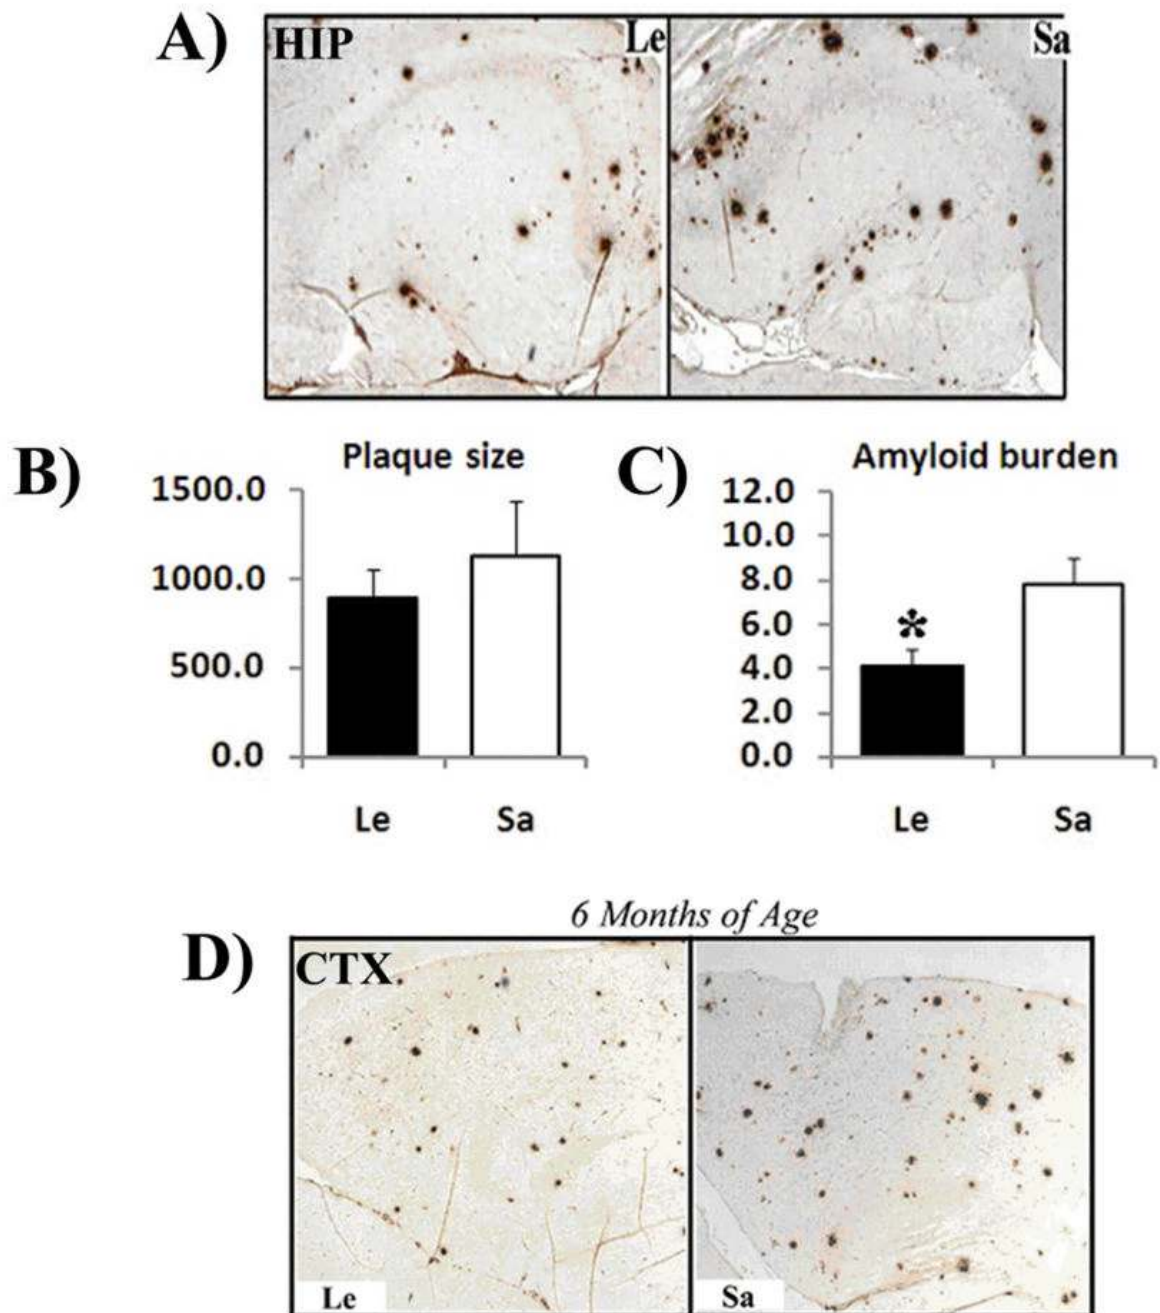 A)
HIP Le Sa
B)
Plaque size
1500.0
1000.0
500.0
0.0
Le Sa
C)
Amyloid burden
12.0
10.0
8.0
6.0
4.0
2.0
0.0
*
Le Sa
6 Months of Age
D)
CTX
Le Sa